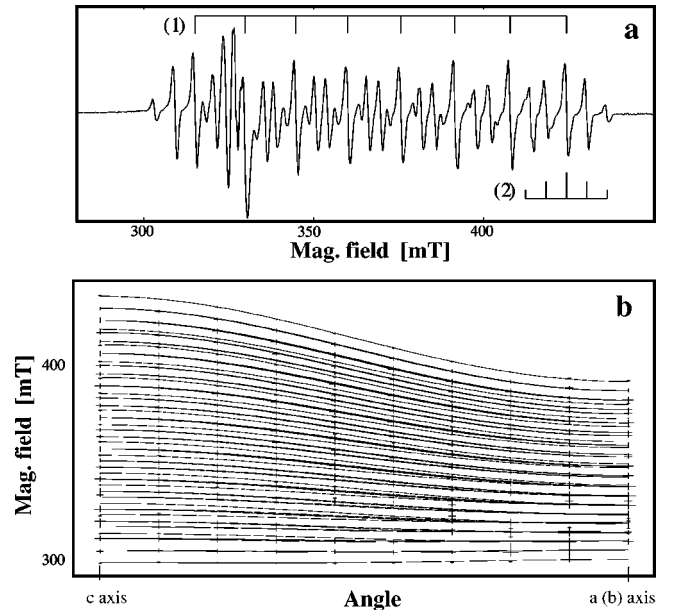 (1)
a
(2)
300 350 400
Mag. field [mT]
b
400
300
Mag. field [mT]
c axis Angle a (b) axis